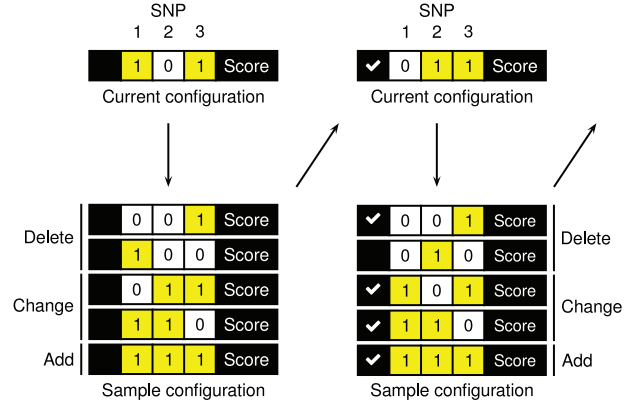 SNP
1 2 3
1 0 1 Score
Current configuration
Delete
0 0 1 Score
1 0 0 Score
Change
0 1 1 Score
1 1 0 Score
Add
1 1 1 Score
Sample configuration
SNP
1 2 3
✔ 0 1 1 Score
Current configuration
✔ 0 0 1 Score
0 1 0 Score
Delete
✔ 1 0 1 Score
✔ 1 1 0 Score
Change
✔ 1 1 1 Score
Add
Sample configuration